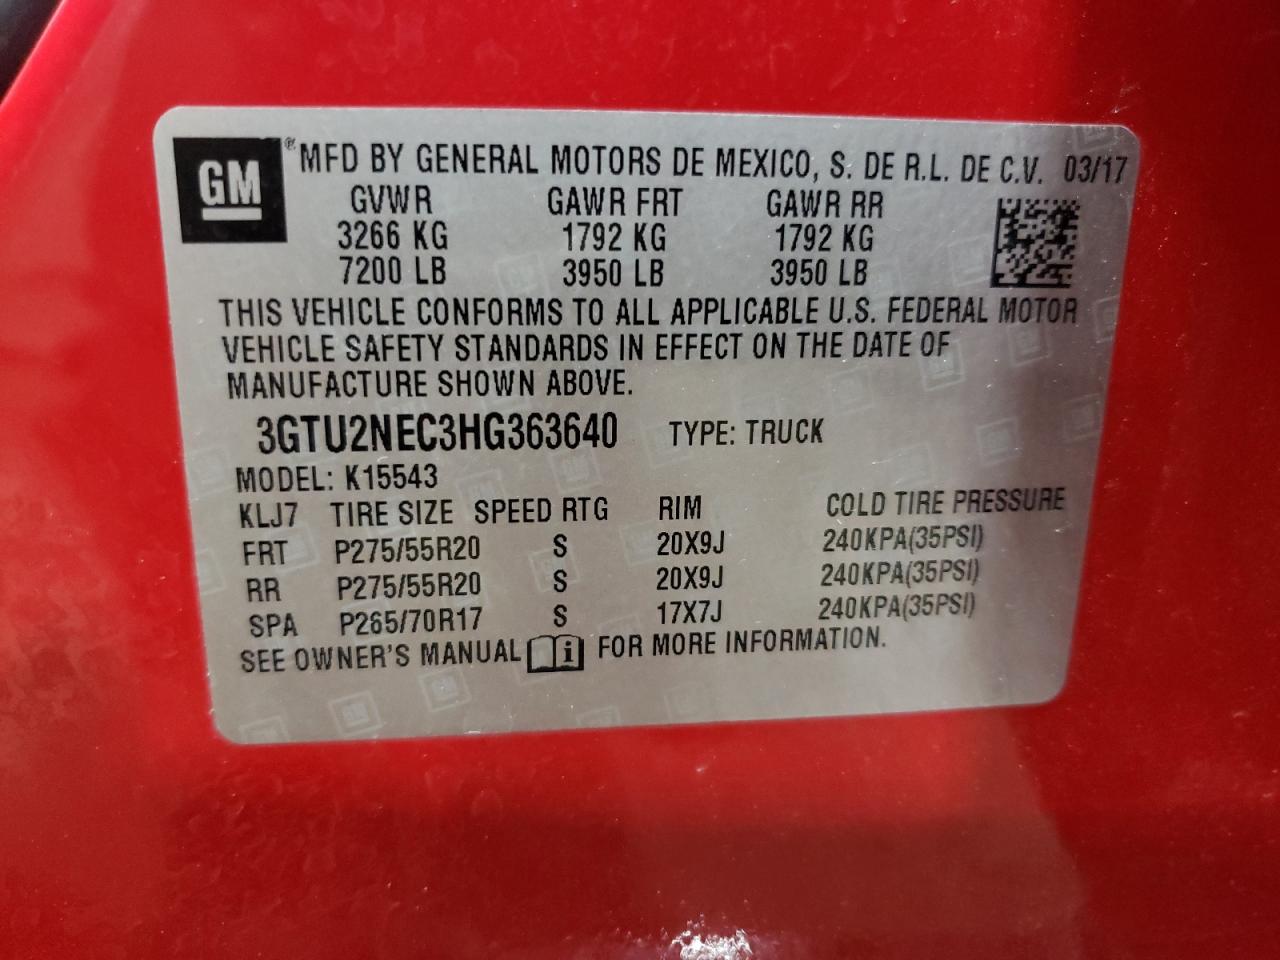 GM ® MFD BY GENERAL MOTORS DE MEXICO, S. DE R.L. DE C.V. 03/17
GVWR GAWR FRT GAWR RR
3266 KG 1792 KG 1792 KG
7200 LB 3950 LB 3950 LB
THIS VEHICLE CONFORMS TO ALL APPLICABLE U.S. FEDERAL MOTOR
VEHICLE SAFETY STANDARDS IN EFFECT ON THE DATE OF
MANUFACTURE SHOWN ABOVE.
3GTU2NEC3HG363640 TYPE: TRUCK
MODEL: K15543
KLJ7 TIRE SIZE SPEED RTG RIM COLD TIRE PRESSURE
FRT P275/55R20 S 20X9J 240KPA(35PSI)
RR P275/55R20 S 20X9J 240KPA(35PSI)
SPA P265/70R17 S 17X7J 240KPA(35PSI)
SEE OWNER'S MANUAL i FOR MORE INFORMATION.